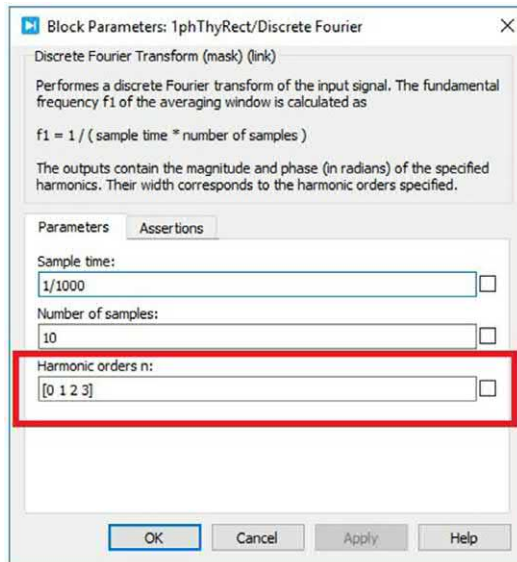 Block Parameters: 1phThyRect/Discrete Fourier
Discrete Fourier Transform (mask) (link)
Performes a discrete Fourier transform of the input signal. The fundamental
frequency f1 of the averaging window is calculated as
f1 = 1 / ( sample time * number of samples )
The outputs contain the magnitude and phase (in radians) of the specified
harmonics. Their width corresponds to the harmonic orders specified.
Parameters Assertions
Sample time:
1/1000
Number of samples:
10
Harmonic orders n:
[0 1 2 3]
OK Cancel Apply Help